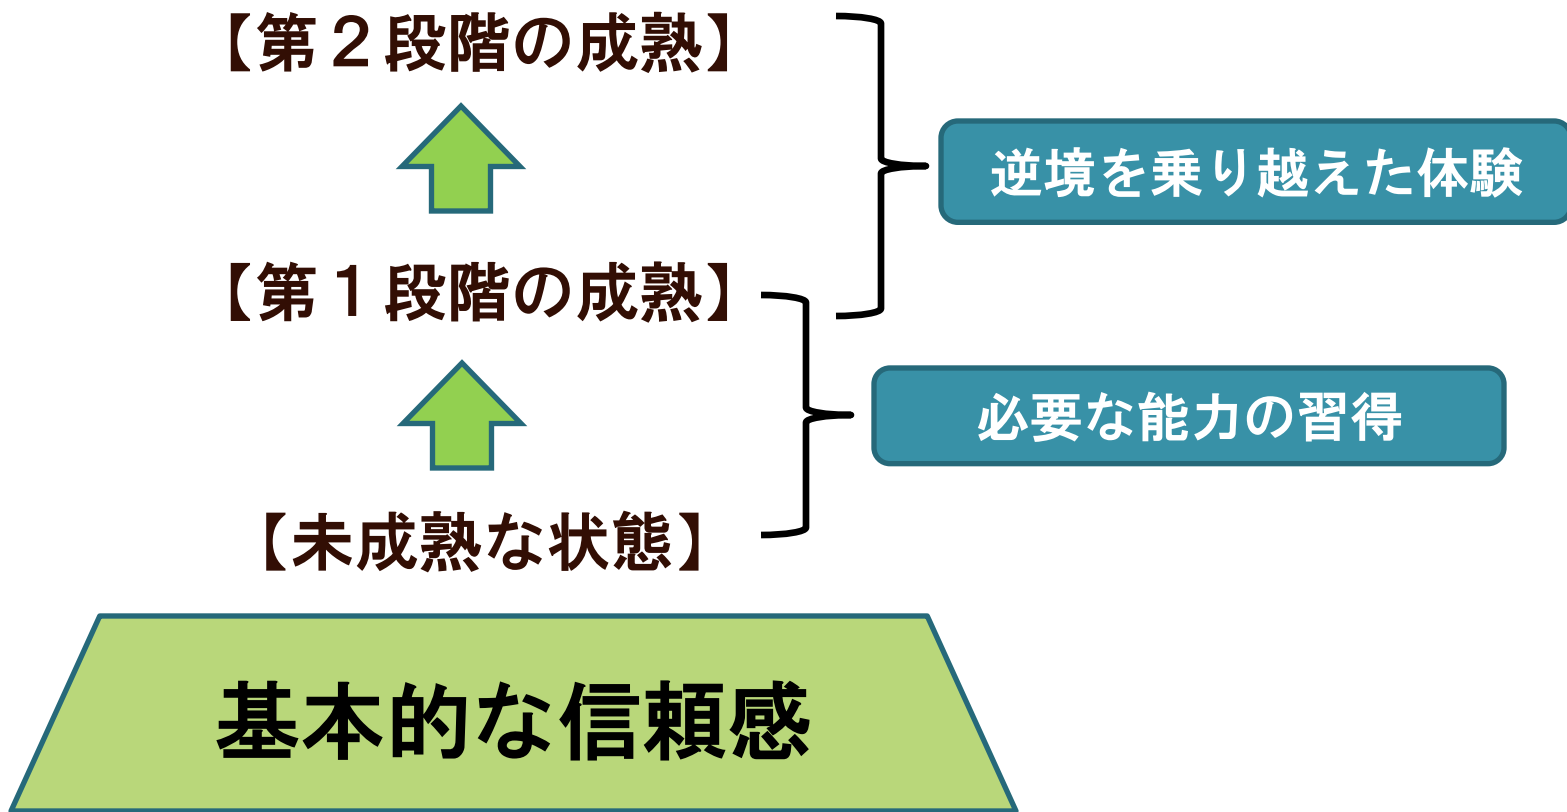 【第２段階の成熟】
逆境を乗り越えた体験
【第１段階の成熟】
必要な能力の習得
【未成熟な状態】
基本的な信頼感